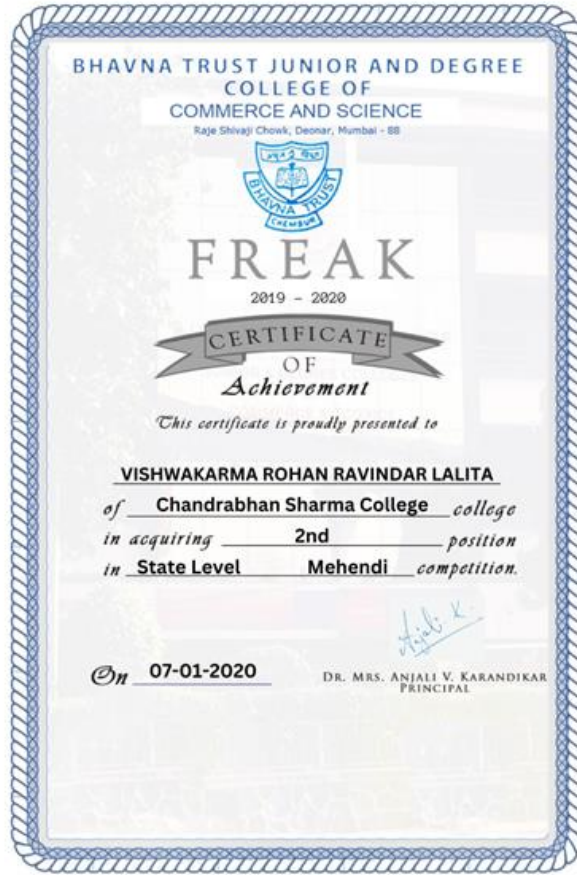 BHAVNA TRUST JUNIOR AND DEGREE
COLLEGE OF
COMMERCE AND SCIENCE
Raje Shivaji Chowk, Deonar, Mumbai - 88
BHAVNA TRUST
CHEMBUR
FREAK
2019 - 2020
CERTIFICATE
OF
Achievement
This certificate is proudly presented to
VISHWAKARMA ROHAN RAVINDAR LALITA
of Chandrabhan Sharma College college
in acquiring 2nd position
in State Level Mehendi competition.
Anjali K.
On 07-01-2020
DR. MRS. ANJALI V. KARANDIKAR
PRINCIPAL